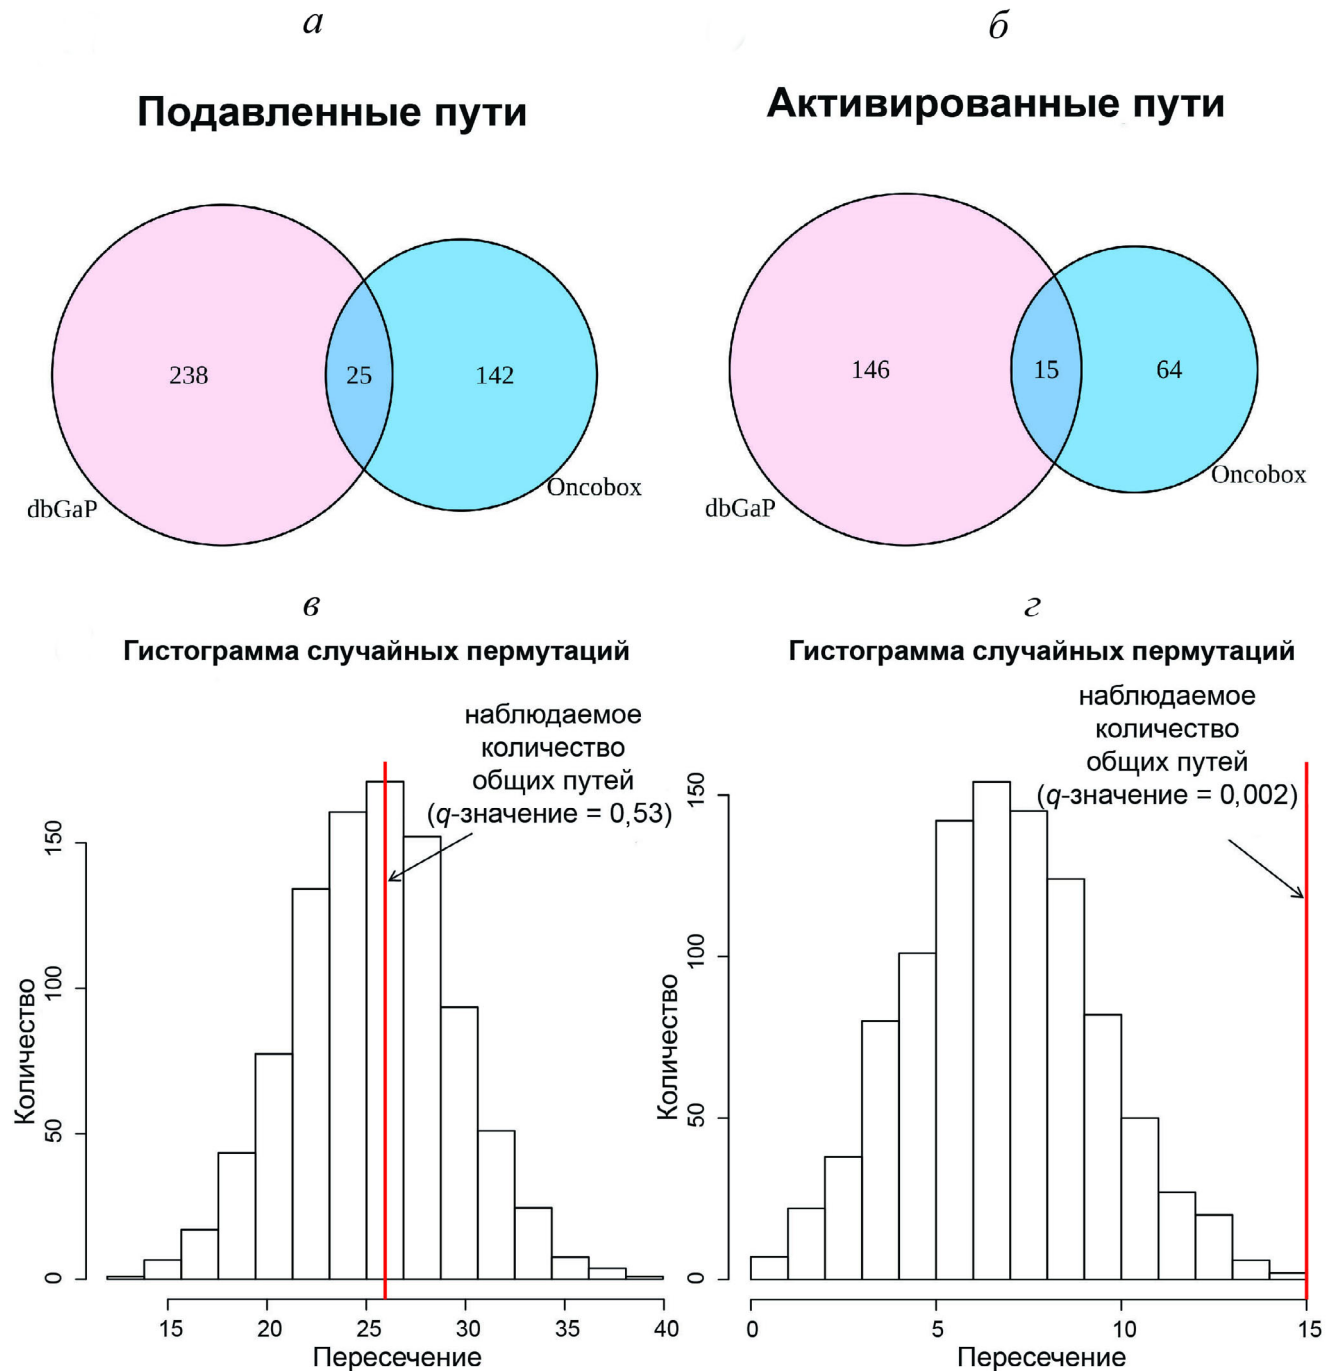 а
Подавленные пути
238
25
142
dbGaP
Oncobox
б
Активированные пути
146
15
64
dbGaP
Oncobox
в
Гистограмма случайных пермутаций
наблюдаемое
количество
общих путей
(q-значение = 0,53)
Количество
0
50
100
150
15
20
25
30
35
40
Пересечение
г
Гистограмма случайных пермутаций
наблюдаемое
количество
общих путей
(q-значение = 0,002)
Количество
0
50
100
150
0
5
10
15
Пересечение